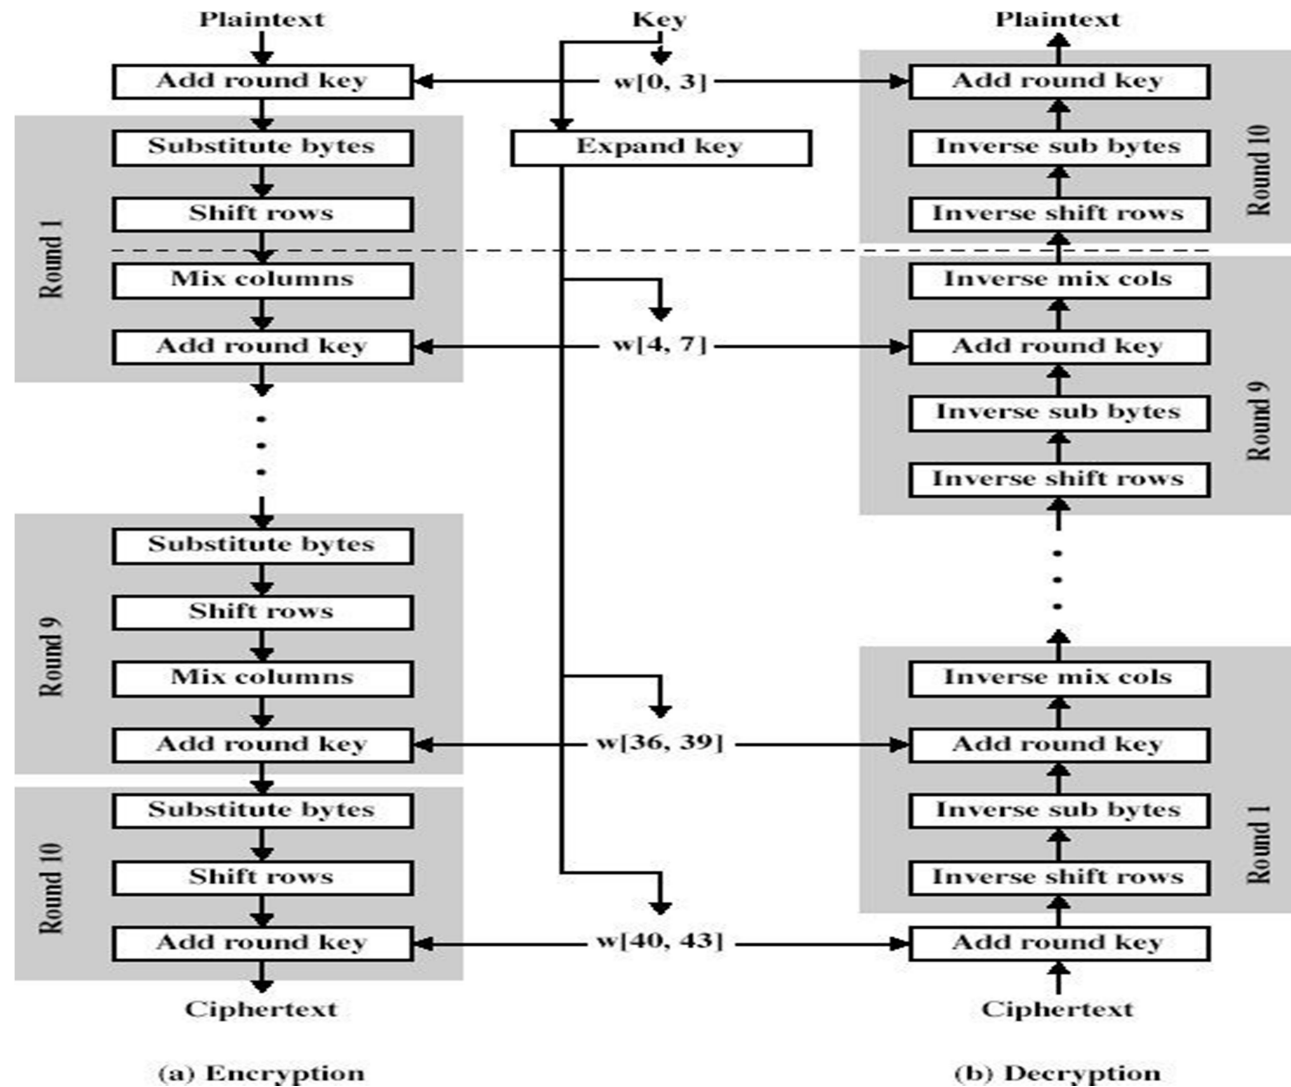 Plaintext
Add round key
Round 1
Substitute bytes
Shift rows
Mix columns
Add round key
Round 9
Substitute bytes
Shift rows
Mix columns
Add round key
Round 10
Substitute bytes
Shift rows
Add round key
Ciphertext
(a) Encryption
Key
w[0, 3]
Expand key
w[4, 7]
w[36, 39]
w[40, 43]
Plaintext
Add round key
Inverse sub bytes
Inverse shift rows
Round 10
Inverse mix cols
Add round key
Inverse sub bytes
Inverse shift rows
Round 9
Inverse mix cols
Add round key
Inverse sub bytes
Inverse shift rows
Round 1
Add round key
Ciphertext
(b) Decryption